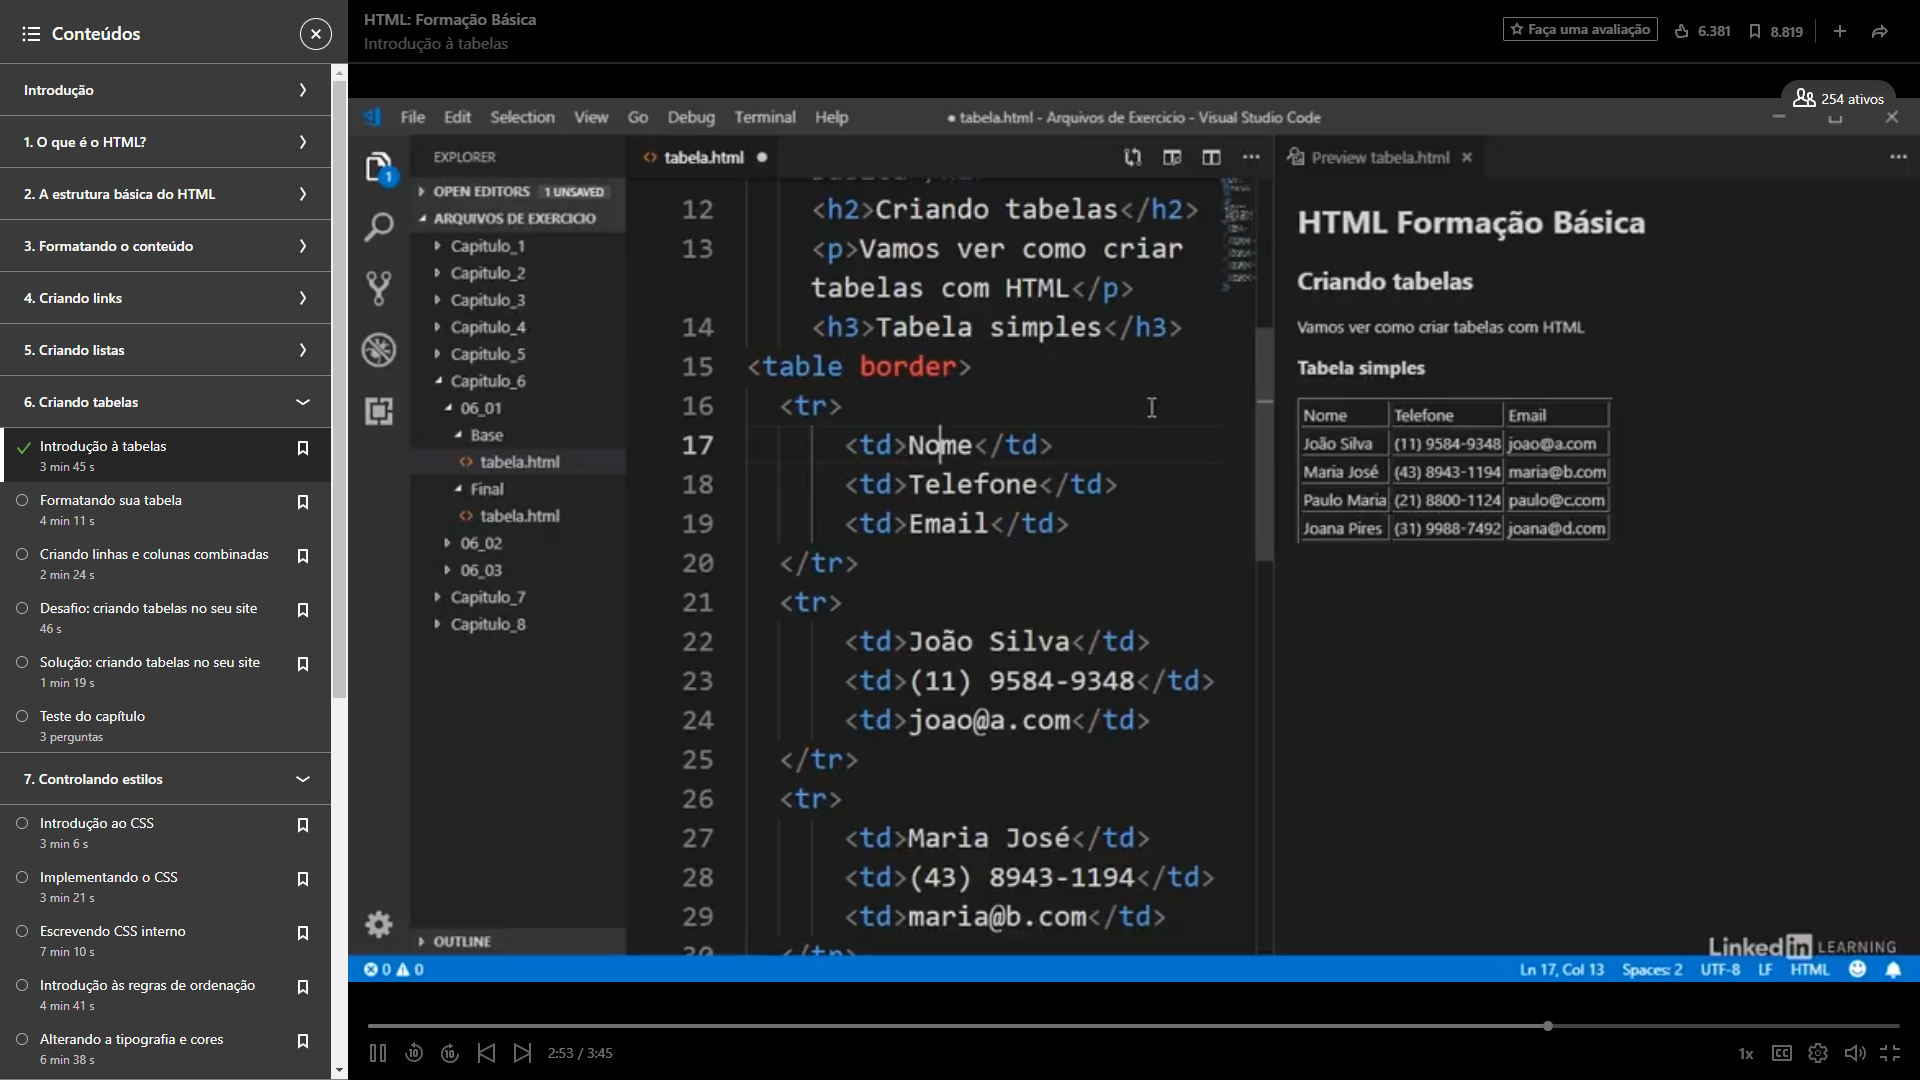 Conteúdos
Introdução
1. O que é o HTML?
2. A estrutura básica do HTML
3. Formatando o conteúdo
4. Criando links
5. Criando listas
6. Criando tabelas
Introdução à tabelas
3 min 45 s
Formatando sua tabela
4 min 11 s
Criando linhas e colunas combinadas
2 min 24 s
Desafio: criando tabelas no seu site
46 s
Solução: criando tabelas no seu site
1 min 19 s
Teste do capítulo
3 perguntas
7. Controlando estilos
Introdução ao CSS
3 min 6 s
Implementando o CSS
3 min 21 s
Escrevendo CSS interno
7 min 10 s
Introdução às regras de ordenação
4 min 41 s
Alterando a tipografia e cores
6 min 38 s
HTML: Formação Básica
Introdução à tabelas
Faça uma avaliação
6.381
8.819
254 ativos
File Edit Selection View Go Debug Terminal Help
● tabela.html - Arquivos de Exercicio - Visual Studio Code
1
EXPLORER
OPEN EDITORS 1 UNSAVED
ARQUIVOS DE EXERCICIO
Capitulo_1
Capitulo_2
Capitulo_3
Capitulo_4
Capitulo_5
Capitulo_6
06_01
Base
<> tabela.html
Final
<> tabela.html
06_02
06_03
Capitulo_7
Capitulo_8
OUTLINE
<> tabela.html ●
12 <h2>Criando tabelas</h2>
13 <p>Vamos ver como criar
tabelas com HTML</p>
14 <h3>Tabela simples</h3>
15 <table border>
16 <tr>
17 <td>Nome</td>
18 <td>Telefone</td>
19 <td>Email</td>
20 </tr>
21 <tr>
22 <td>João Silva</td>
23 <td>(11) 9584-9348</td>
24 <td>joao@a.com</td>
25 </tr>
26 <tr>
27 <td>Maria José</td>
28 <td>(43) 8943-1194</td>
29 <td>maria@b.com</td>
30 </tr>
Preview tabela.html
HTML Formação Básica
Criando tabelas
Vamos ver como criar tabelas com HTML
Tabela simples
Nome Telefone Email
João Silva (11) 9584-9348 joao@a.com
Maria José (43) 8943-1194 maria@b.com
Paulo Maria (21) 8800-1124 paulo@c.com
Joana Pires (31) 9988-7492 joana@d.com
Linked in LEARNING
0 0
Ln 17, Col 13 Spaces: 2 UTF-8 LF HTML
10 10 2:53 / 3:45
1x CC